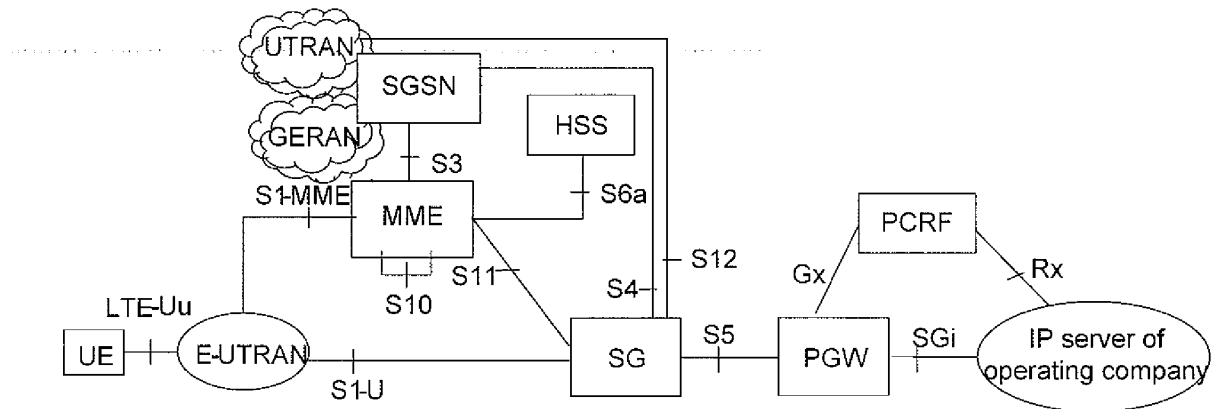 UTRAN
SGSN
HSS
GERAN
S3
S1-MME
S6a
MME
PCRF
S11
S12
Gx
Rx
S10
S4
LTE-Uu
UE
E-UTRAN
S1-U
SG
S5
PGW
SGi
IP server of
operating company